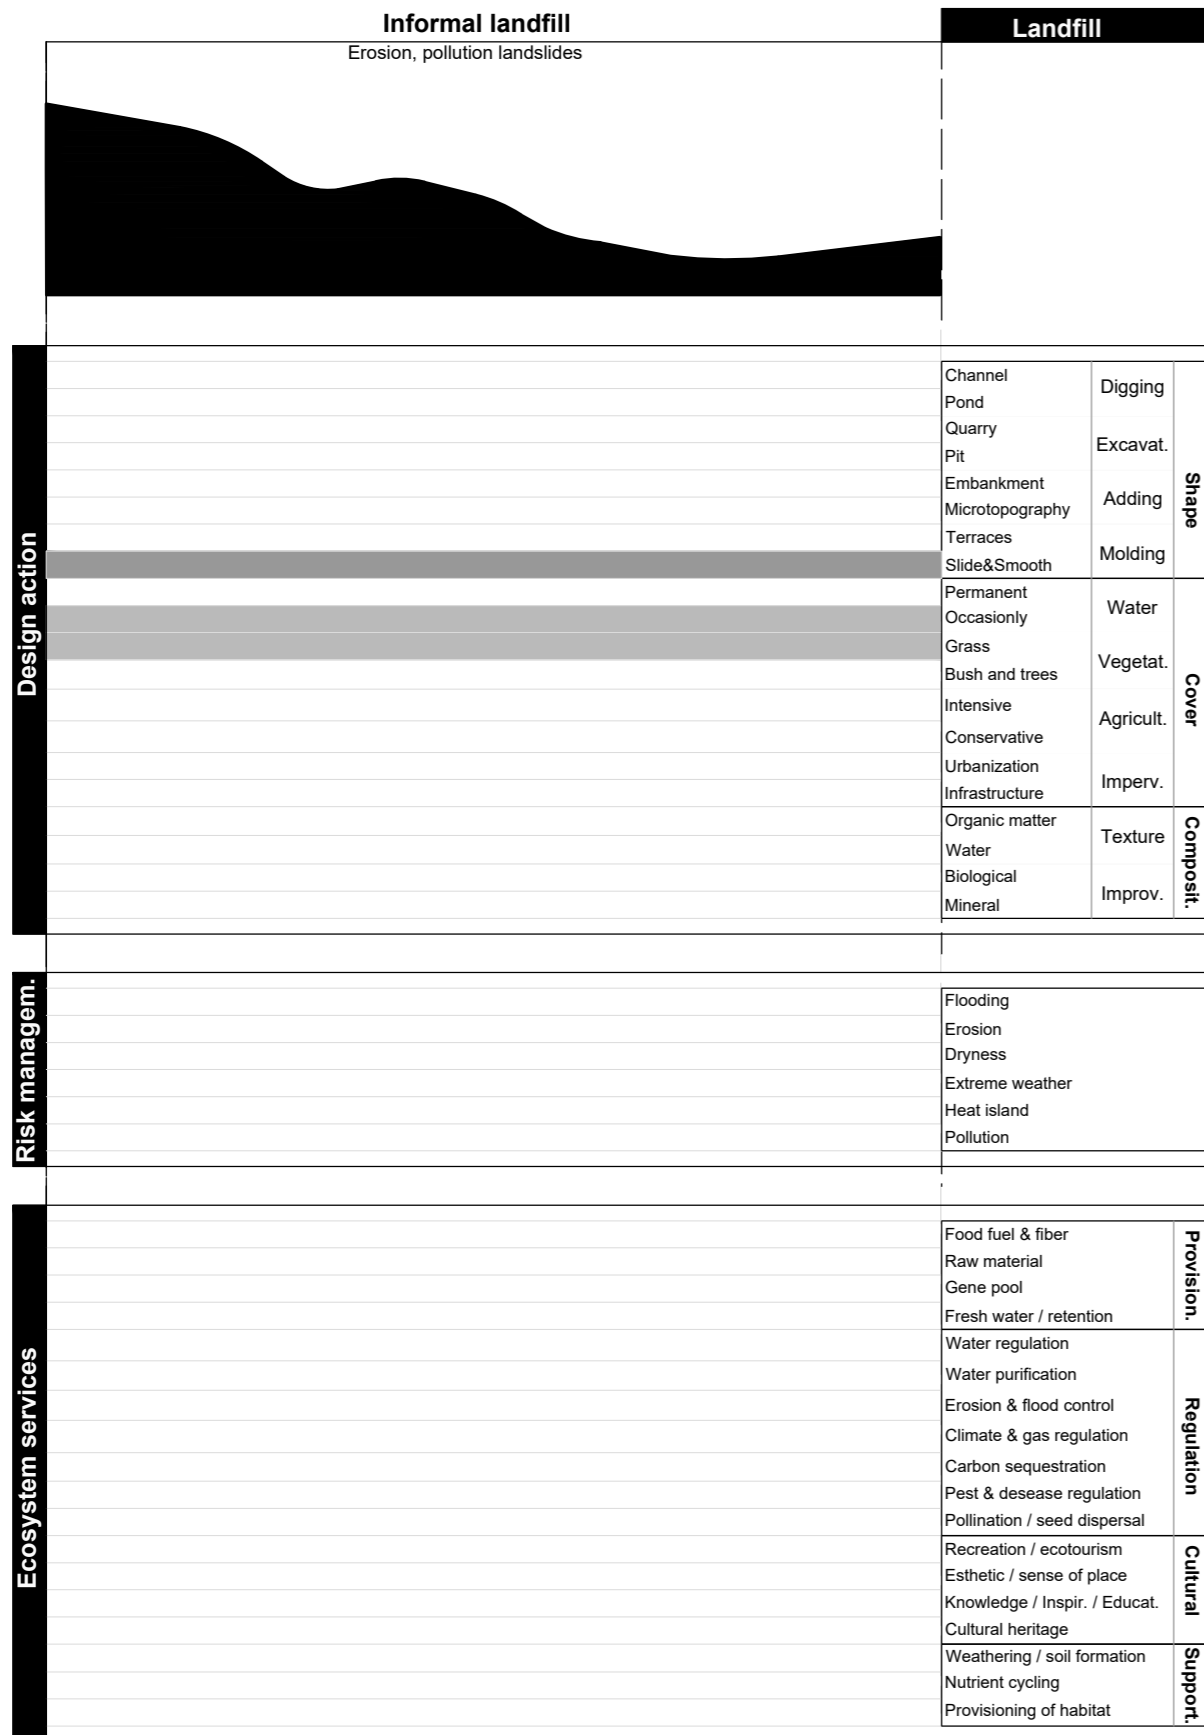 Informal landfill
Landfill
Erosion, pollution landslides
Design action
Channel
Pond
Digging
Quarry
Pit
Excavat.
Embankment
Microtopography
Adding
Terraces
Slide&Smooth
Molding
Shape
Permanent
Occasionly
Water
Grass
Bush and trees
Vegetat.
Intensive
Conservative
Agricult.
Urbanization
Infrastructure
Imperv.
Cover
Organic matter
Water
Texture
Biological
Mineral
Improv.
Composit.
Risk managem.
Flooding
Erosion
Dryness
Extreme weather
Heat island
Pollution
Ecosystem services
Food fuel & fiber
Raw material
Gene pool
Fresh water / retention
Provision.
Water regulation
Water purification
Erosion & flood control
Climate & gas regulation
Carbon sequestration
Pest & desease regulation
Pollination / seed dispersal
Regulation
Recreation / ecotourism
Esthetic / sense of place
Knowledge / Inspir. / Educat.
Cultural heritage
Cultural
Weathering / soil formation
Nutrient cycling
Provisioning of habitat
Support.